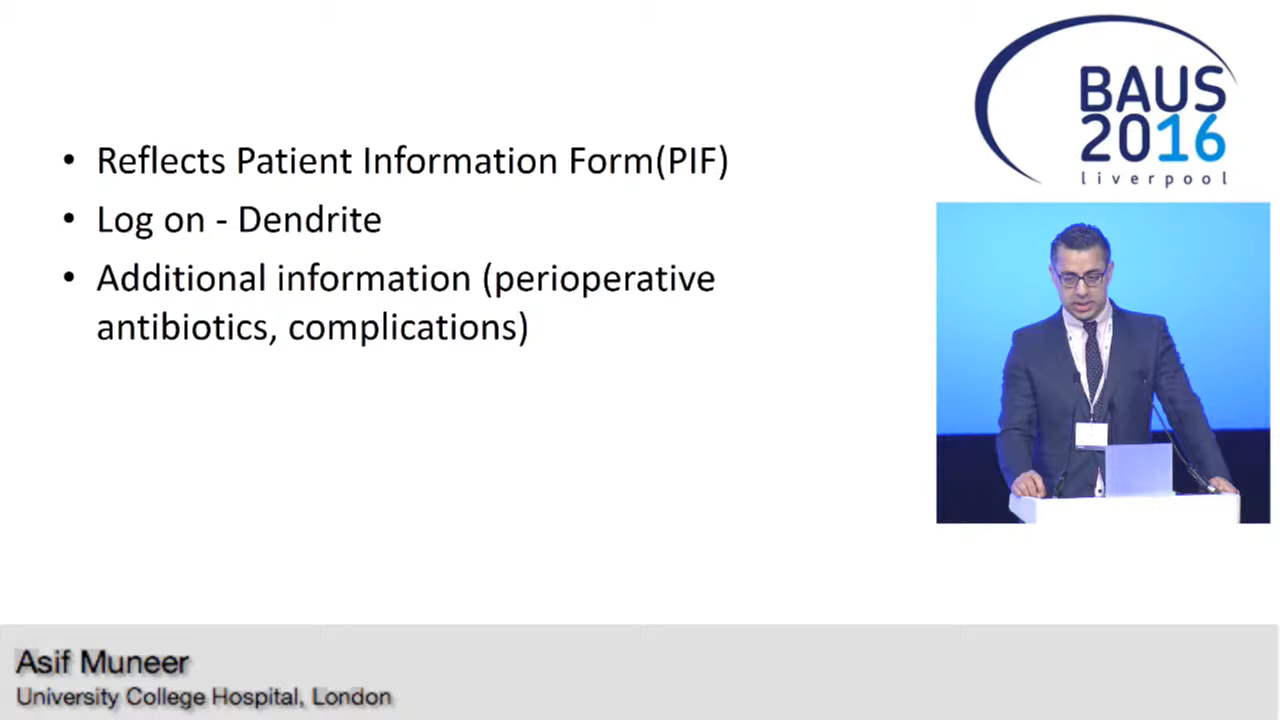 • Reflects Patient Information Form(PIF)
• Log on - Dendrite
• Additional information (perioperative
antibiotics, complications)
BAUS
2016
liverpool
Asif Muneer
University College Hospital, London